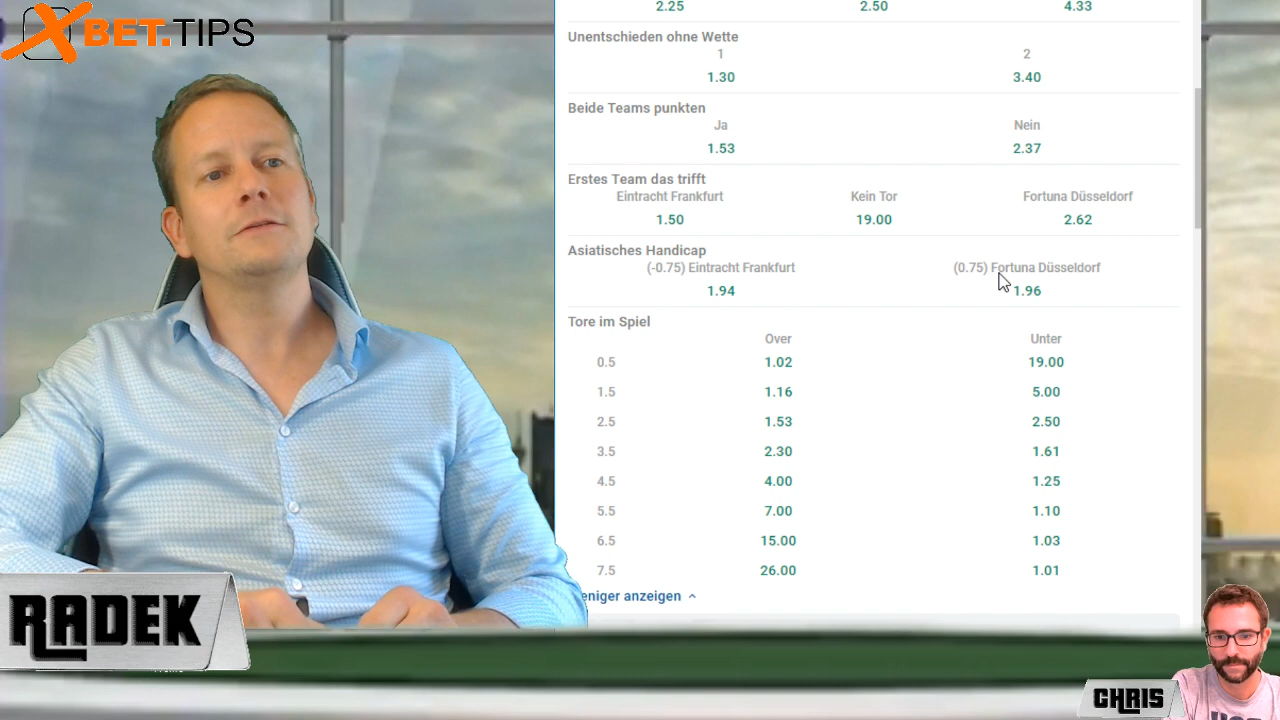 XBET.TIPS
2.25 2.50 4.33
Unentschieden ohne Wette
1 2
1.30 3.40
Beide Teams punkten
Ja Nein
1.53 2.37
Erstes Team das trifft
Eintracht Frankfurt Kein Tor Fortuna Düsseldorf
1.50 19.00 2.62
Asiatisches Handicap
(-0.75) Eintracht Frankfurt (0.75) Fortuna Düsseldorf
1.94 1.96
Tore im Spiel
Over Unter
0.5 1.02 19.00
1.5 1.16 5.00
2.5 1.53 2.50
3.5 2.30 1.61
4.5 4.00 1.25
5.5 7.00 1.10
6.5 15.00 1.03
7.5 26.00 1.01
eniger anzeigen
RADEK
CHRIS